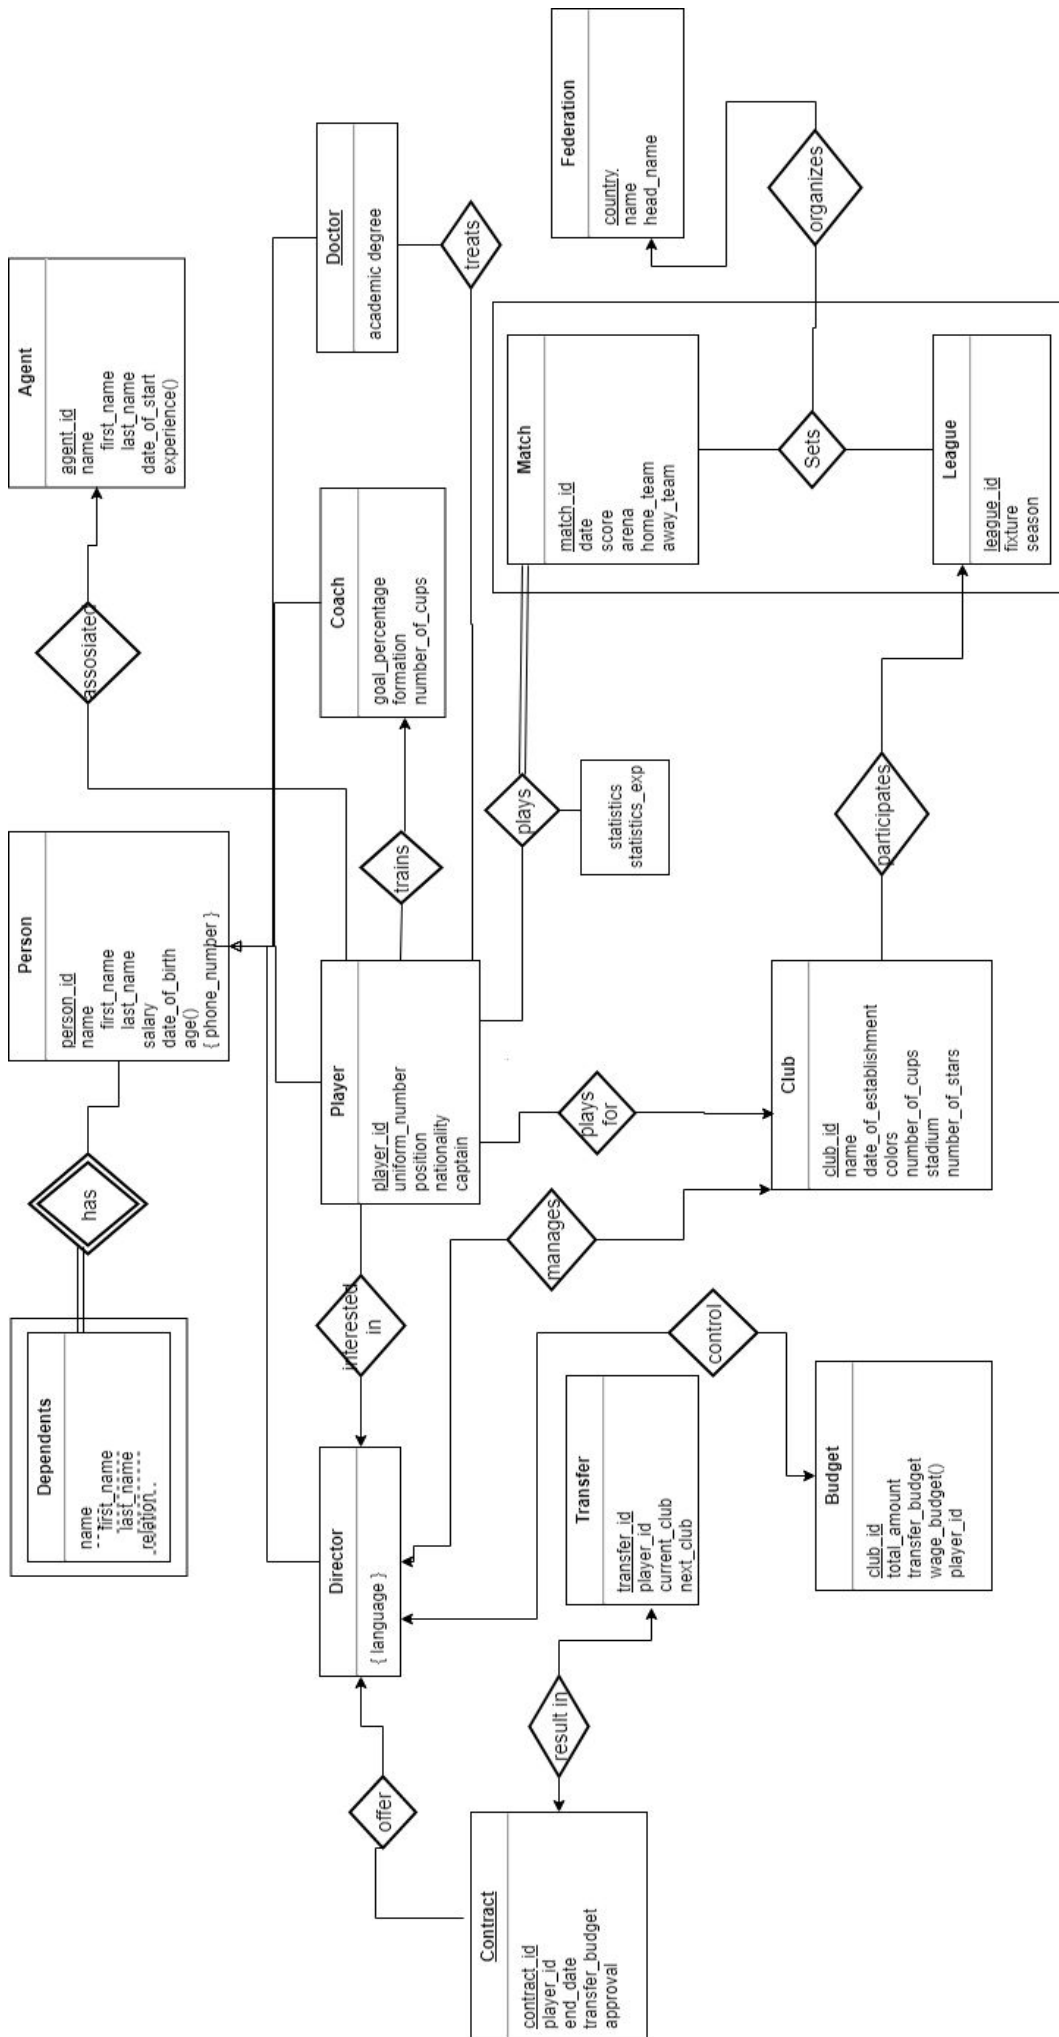 Dependents
name
first_name
last_name
relation
has
Person
person_id
name
first_name
last_name
salary
date_of_birth
age()
{ phone_number }
assosiated
Agent
agent_id
name
first_name
last_name
date_of_start
experience()
Director
{ language }
interested
in
Player
player_id
uniform_number
position
nationality
captain
trains
Coach
goal_percentage
formation
number_of_cups
Doctor
academic degree
treats
offer
Contract
contract_id
player_id
end_date
transfer_budget
approval
result in
Transfer
transfer_id
player_id
current_club
next_club
manages
plays
for
plays
statistics
statistics_exp
Match
match_id
date
score
arena
home_team
away_team
Federation
country
name
head_name
control
Budget
club_id
total_amount
transfer_budget
wage_budget()
player_id
Club
club_id
name
date_of_establishment
colors
number_of_cups
stadium
number_of_stars
participates
Sets
organizes
League
league_id
fixture
season